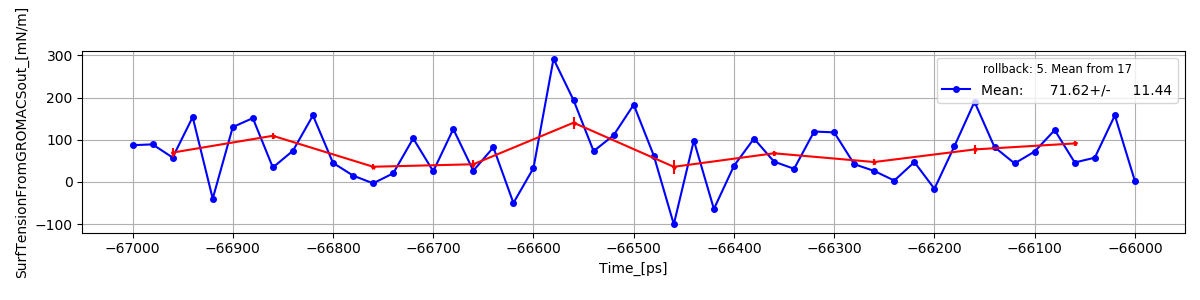 SurfTensionFromGROMACSout_[mN/m]
300
200
100
0
−100
rollback: 5. Mean from 17
Mean: 71.62+/- 11.44
−67000 −66900 −66800 −66700 −66600 −66500 −66400 −66300 −66200 −66100 −66000
Time_[ps]